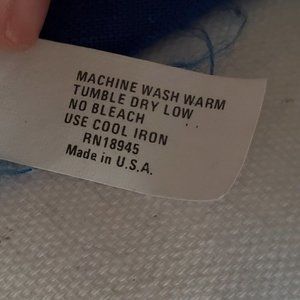 MACHINE WASH WARM
TUMBLE DRY LOW
NO BLEACH
USE COOL IRON
RN18945
Made in U.S.A.